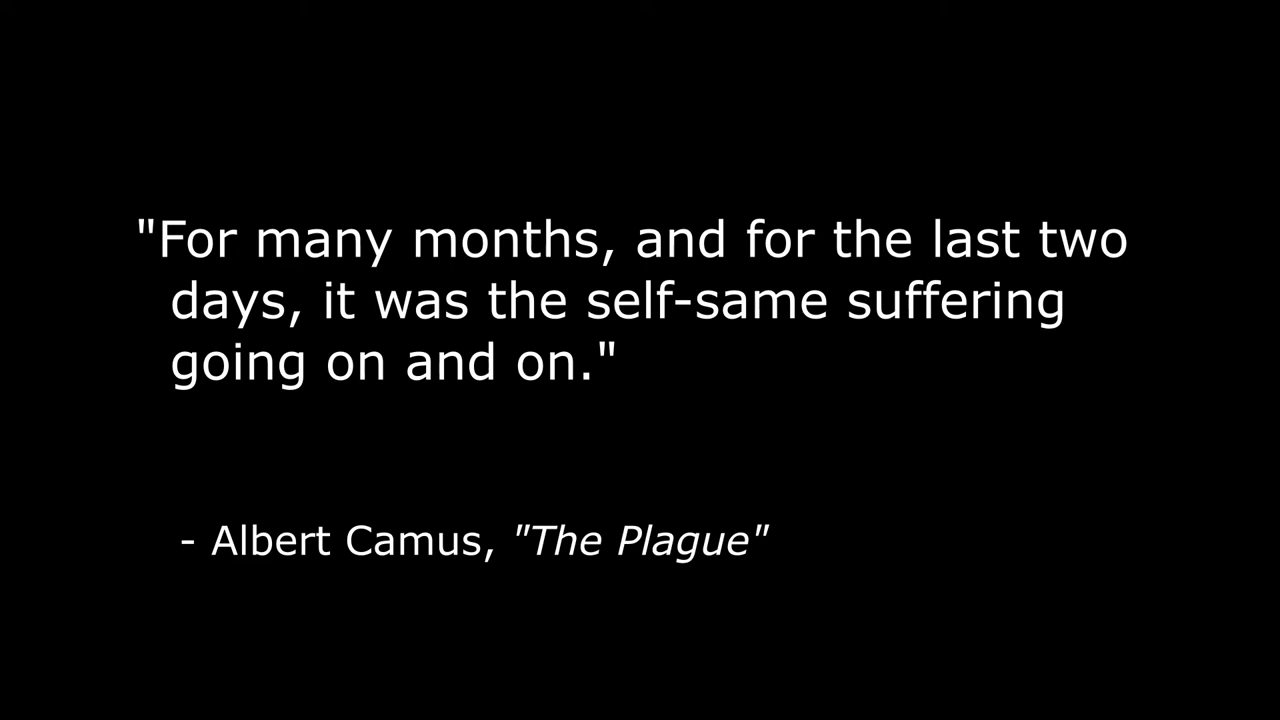 "For many months, and for the last two
days, it was the self-same suffering
going on and on."
- Albert Camus, "The Plague"